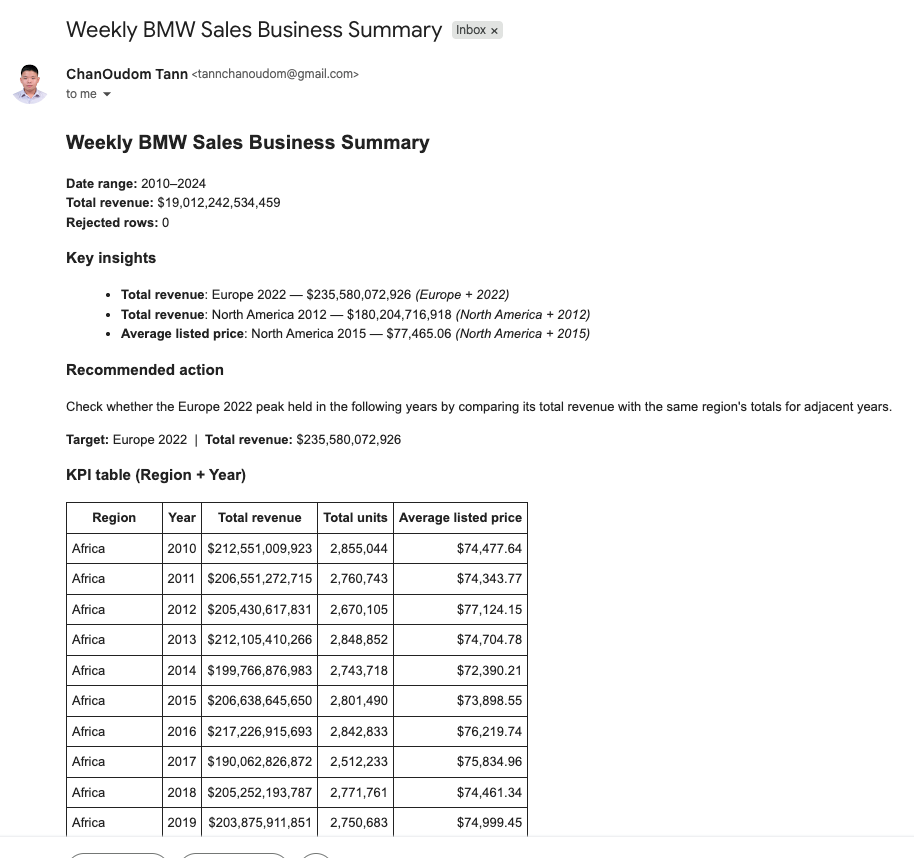 Weekly BMW Sales Business Summary Inbox ×
ChanOudom Tann <tannchanoudom@gmail.com>
to me
Weekly BMW Sales Business Summary
Date range: 2010–2024
Total revenue: $19,012,242,534,459
Rejected rows: 0
Key insights
• Total revenue: Europe 2022 — $235,580,072,926 (Europe + 2022)
• Total revenue: North America 2012 — $180,204,716,918 (North America + 2012)
• Average listed price: North America 2015 — $77,465.06 (North America + 2015)
Recommended action
Check whether the Europe 2022 peak held in the following years by comparing its total revenue with the same region's totals for adjacent years.
Target: Europe 2022 | Total revenue: $235,580,072,926
KPI table (Region + Year)
Region Year Total revenue Total units Average listed price
Africa 2010 $212,551,009,923 2,855,044 $74,477.64
Africa 2011 $206,551,272,715 2,760,743 $74,343.77
Africa 2012 $205,430,617,831 2,670,105 $77,124.15
Africa 2013 $212,105,410,266 2,848,852 $74,704.78
Africa 2014 $199,766,876,983 2,743,718 $72,390.21
Africa 2015 $206,638,645,650 2,801,490 $73,898.55
Africa 2016 $217,226,915,693 2,842,833 $76,219.74
Africa 2017 $190,062,826,872 2,512,233 $75,834.96
Africa 2018 $205,252,193,787 2,771,761 $74,461.34
Africa 2019 $203,875,911,851 2,750,683 $74,999.45